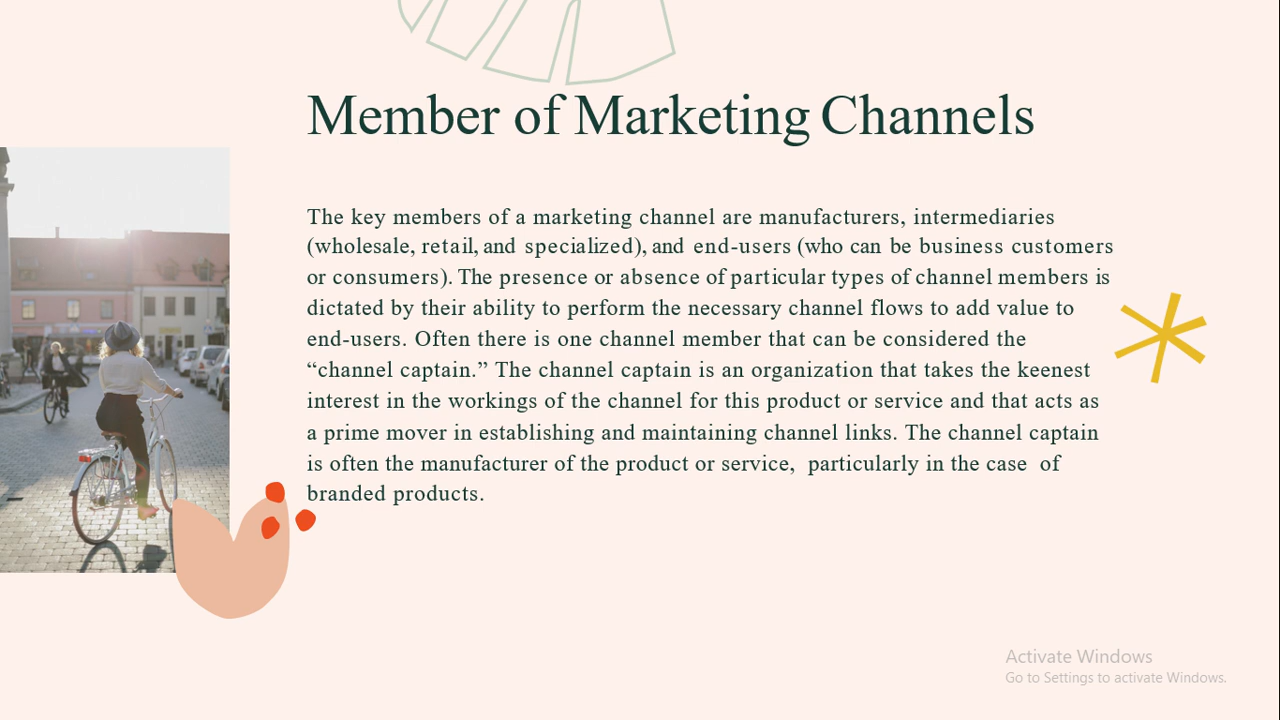 Member of Marketing Channels
The key members of a marketing channel are manufacturers, intermediaries
(wholesale, retail, and specialized), and end-users (who can be business customers
or consumers). The presence or absence of particular types of channel members is
dictated by their ability to perform the necessary channel flows to add value to
end-users. Often there is one channel member that can be considered the
“channel captain.” The channel captain is an organization that takes the keenest
interest in the workings of the channel for this product or service and that acts as
a prime mover in establishing and maintaining channel links. The channel captain
is often the manufacturer of the product or service, particularly in the case of
branded products.
Activate Windows
Go to Settings to activate Windows.